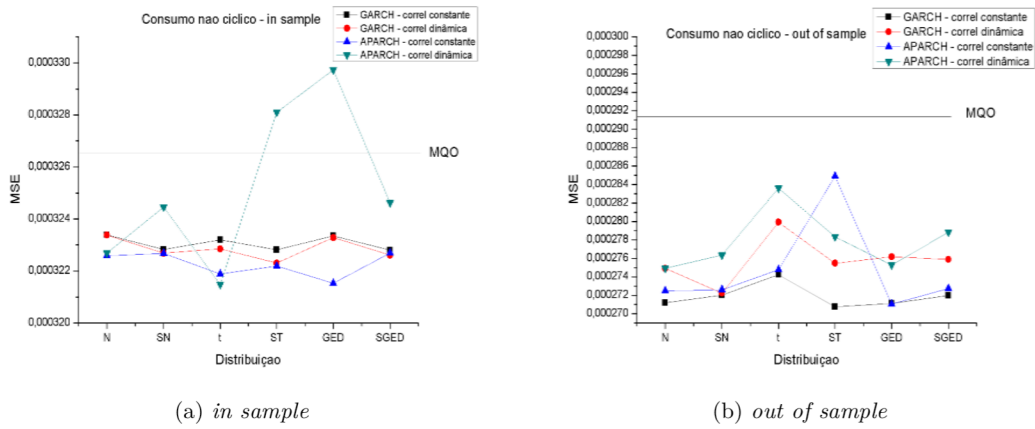 Consumo nao ciclico - in sample
GARCH - correl constante
GARCH - correl dinâmica
APARCH - correl constante
APARCH - correl dinâmica
0,000330
0,000328
0,000326
0,000324
0,000322
0,000320
MSE
MQO
N SN t ST GED SGED
Distribuiçao
(a) in sample
Consumo nao ciclico - out of sample
GARCH - correl constante
GARCH - correl dinâmica
APARCH - correl constante
APARCH - correl dinâmica
0,000300
0,000298
0,000296
0,000294
0,000292
0,000290
0,000288
0,000286
0,000284
0,000282
0,000280
0,000278
0,000276
0,000274
0,000272
0,000270
MSE
MQO
N SN t ST GED SGED
Distribuiçao
(b) out of sample